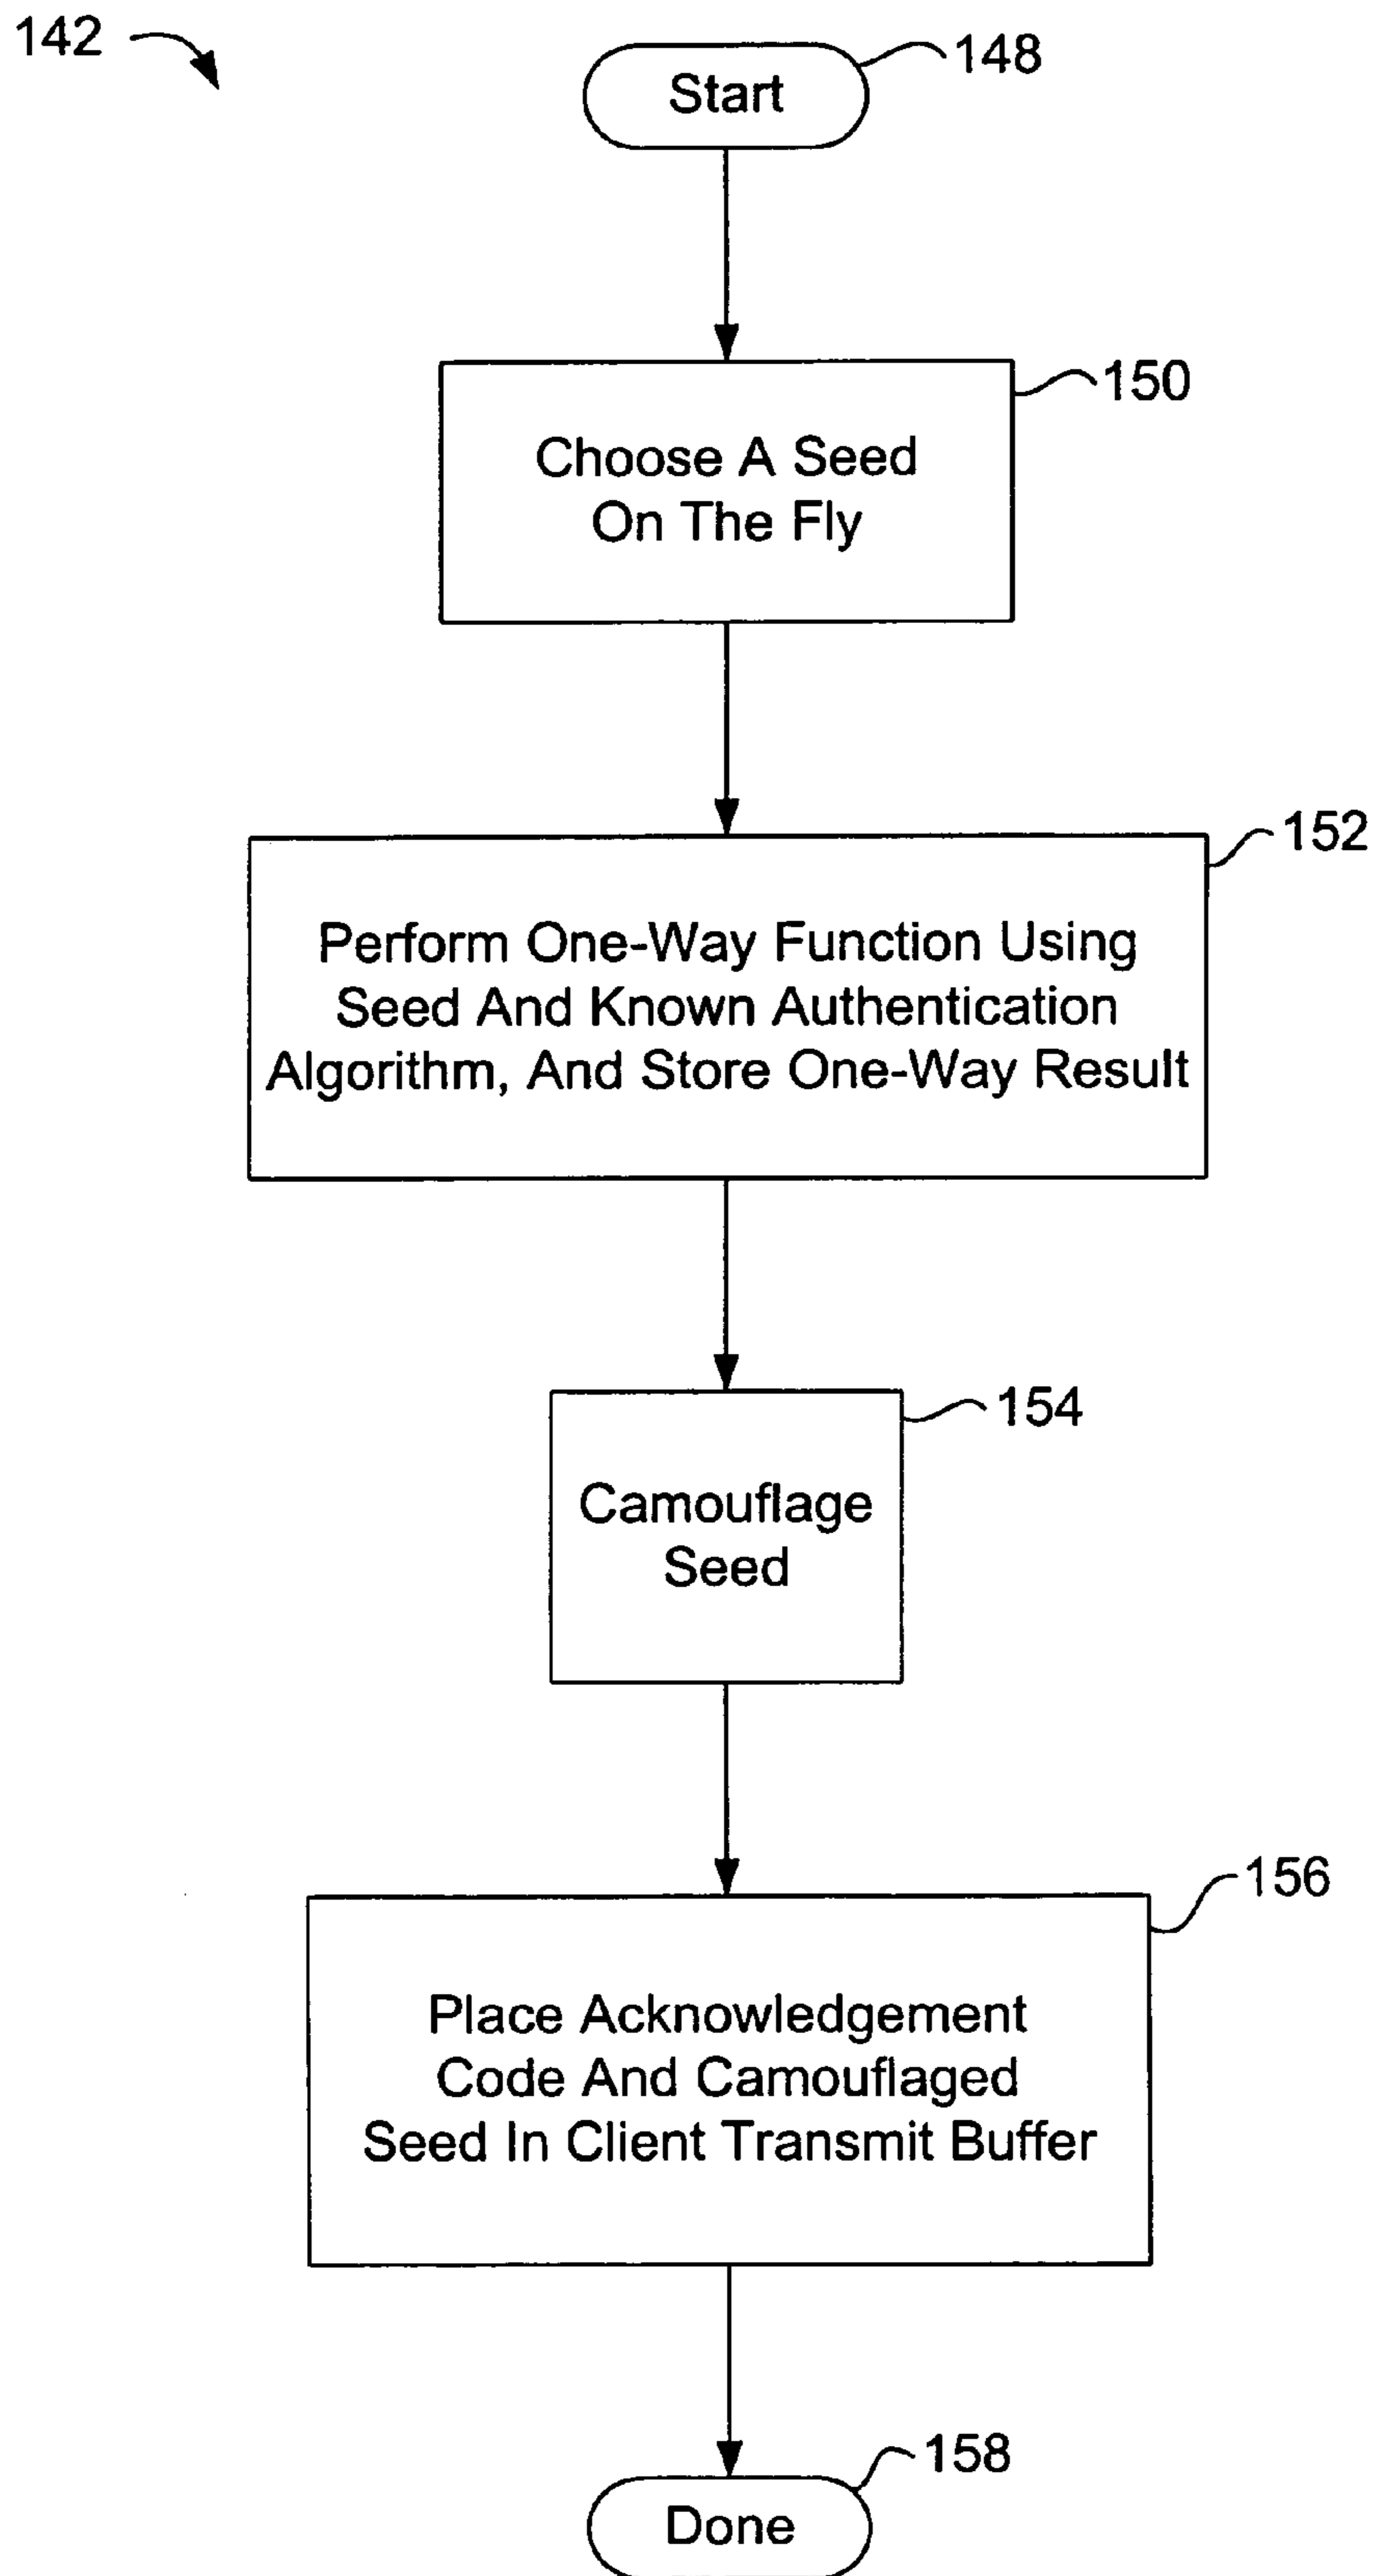 142
148
Start
150
Choose A Seed
On The Fly
152
Perform One-Way Function Using
Seed And Known Authentication
Algorithm, And Store One-Way Result
154
Camouflage
Seed
156
Place Acknowledgement
Code And Camouflaged
Seed In Client Transmit Buffer
158
Done